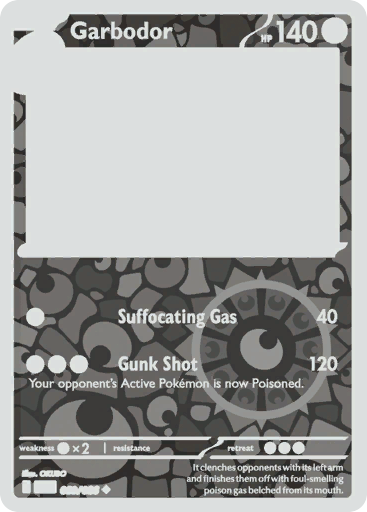 Garbodor HP 140
Suffocating Gas 40
Gunk Shot 120
Your opponent's Active Pokémon is now Poisoned.
weakness ×2 | resistance retreat
Illus. OKUBO
It clenches opponents with its left arm
and finishes them off with foul-smelling
poison gas belched from its mouth.